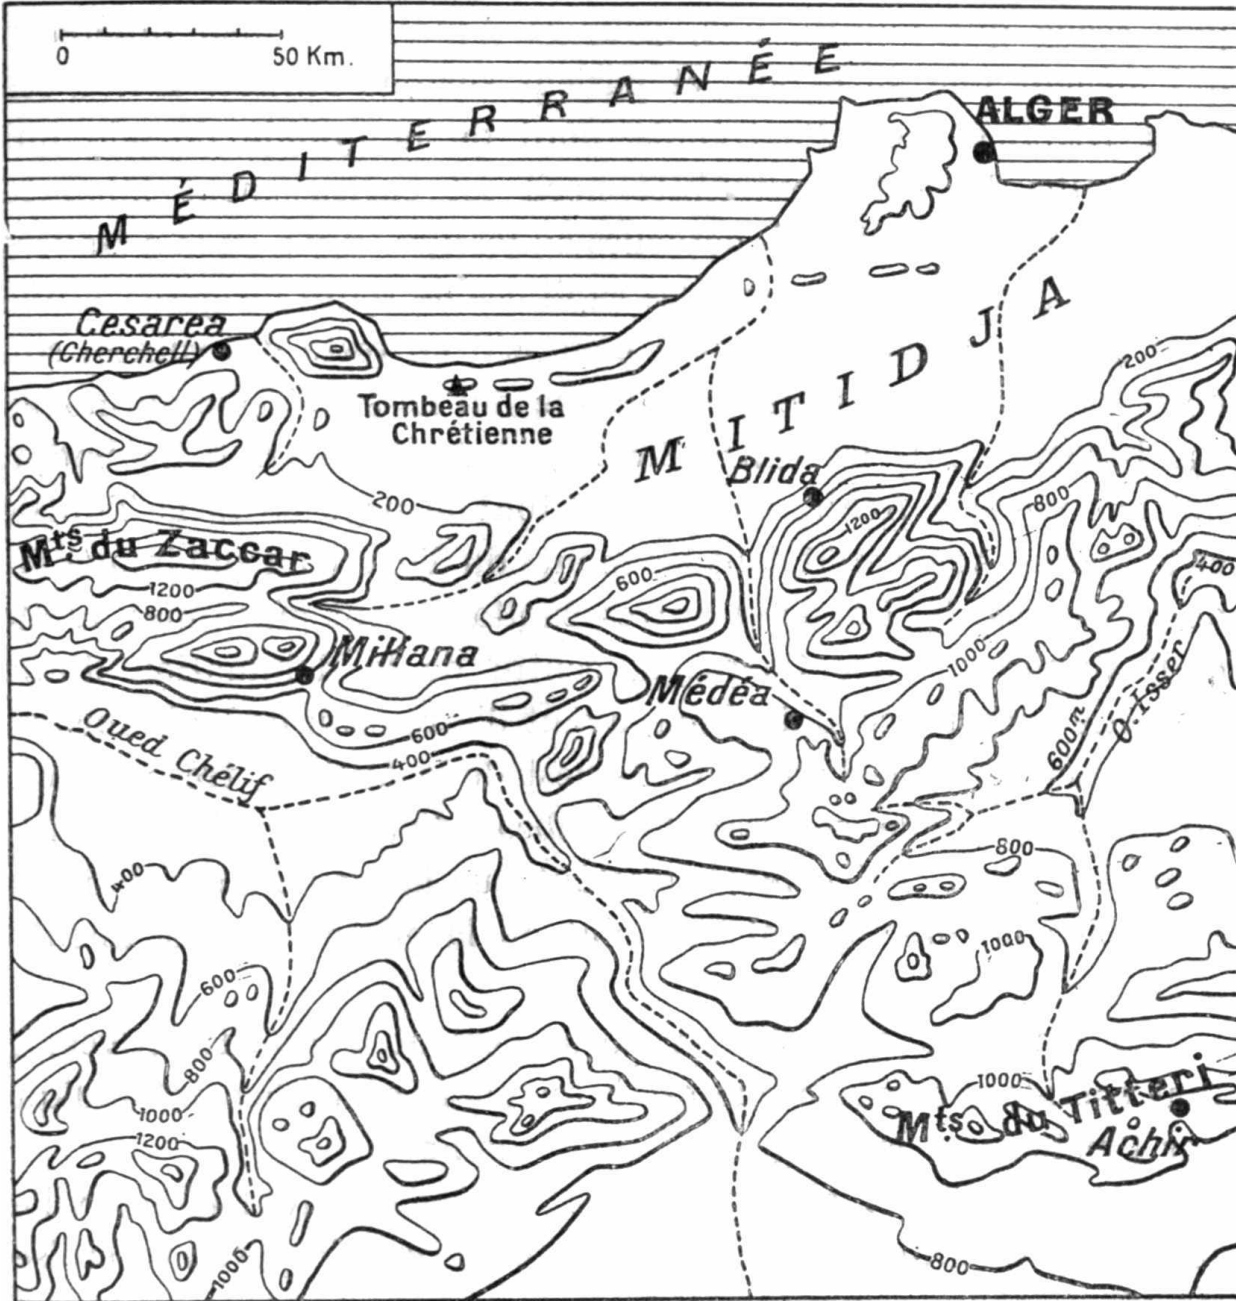 0 50 Km.
MÉDITERRANÉE
ALGER
Cesarea
(Cherchell)
Tombeau de la
Chrétienne
MITIDJA
200
Blida
200
800
1200
Mts du Zaccar
1200
800
600
400
Miliana
Médéa
1000
O. Isser
600m
Oued Chélif
600
400
400
800
600
1000
800
1000
1200
1000
Mts du Titteri
Achir
1000
800